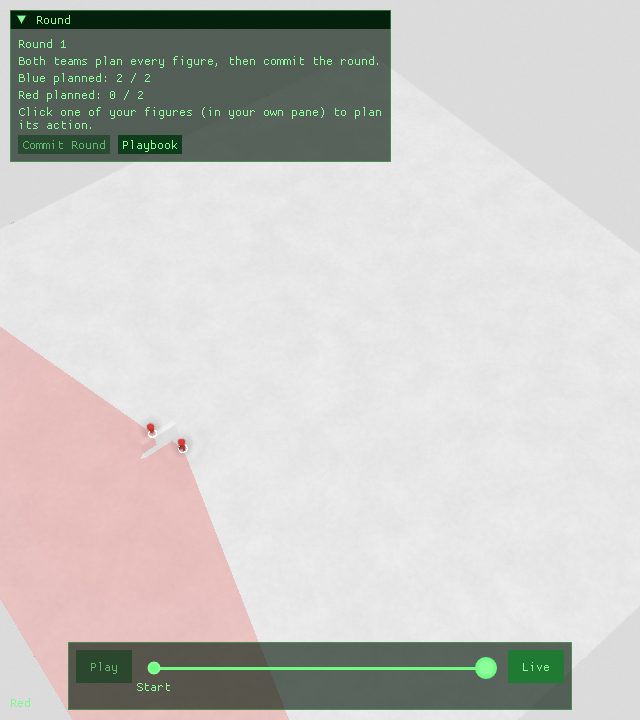 Round
Round 1
Both teams plan every figure, then commit the round.
Blue planned: 2 / 2
Red planned: 0 / 2
Click one of your figures (in your own pane) to plan
its action.
Commit Round
Playbook
Play
Start
Live
Red